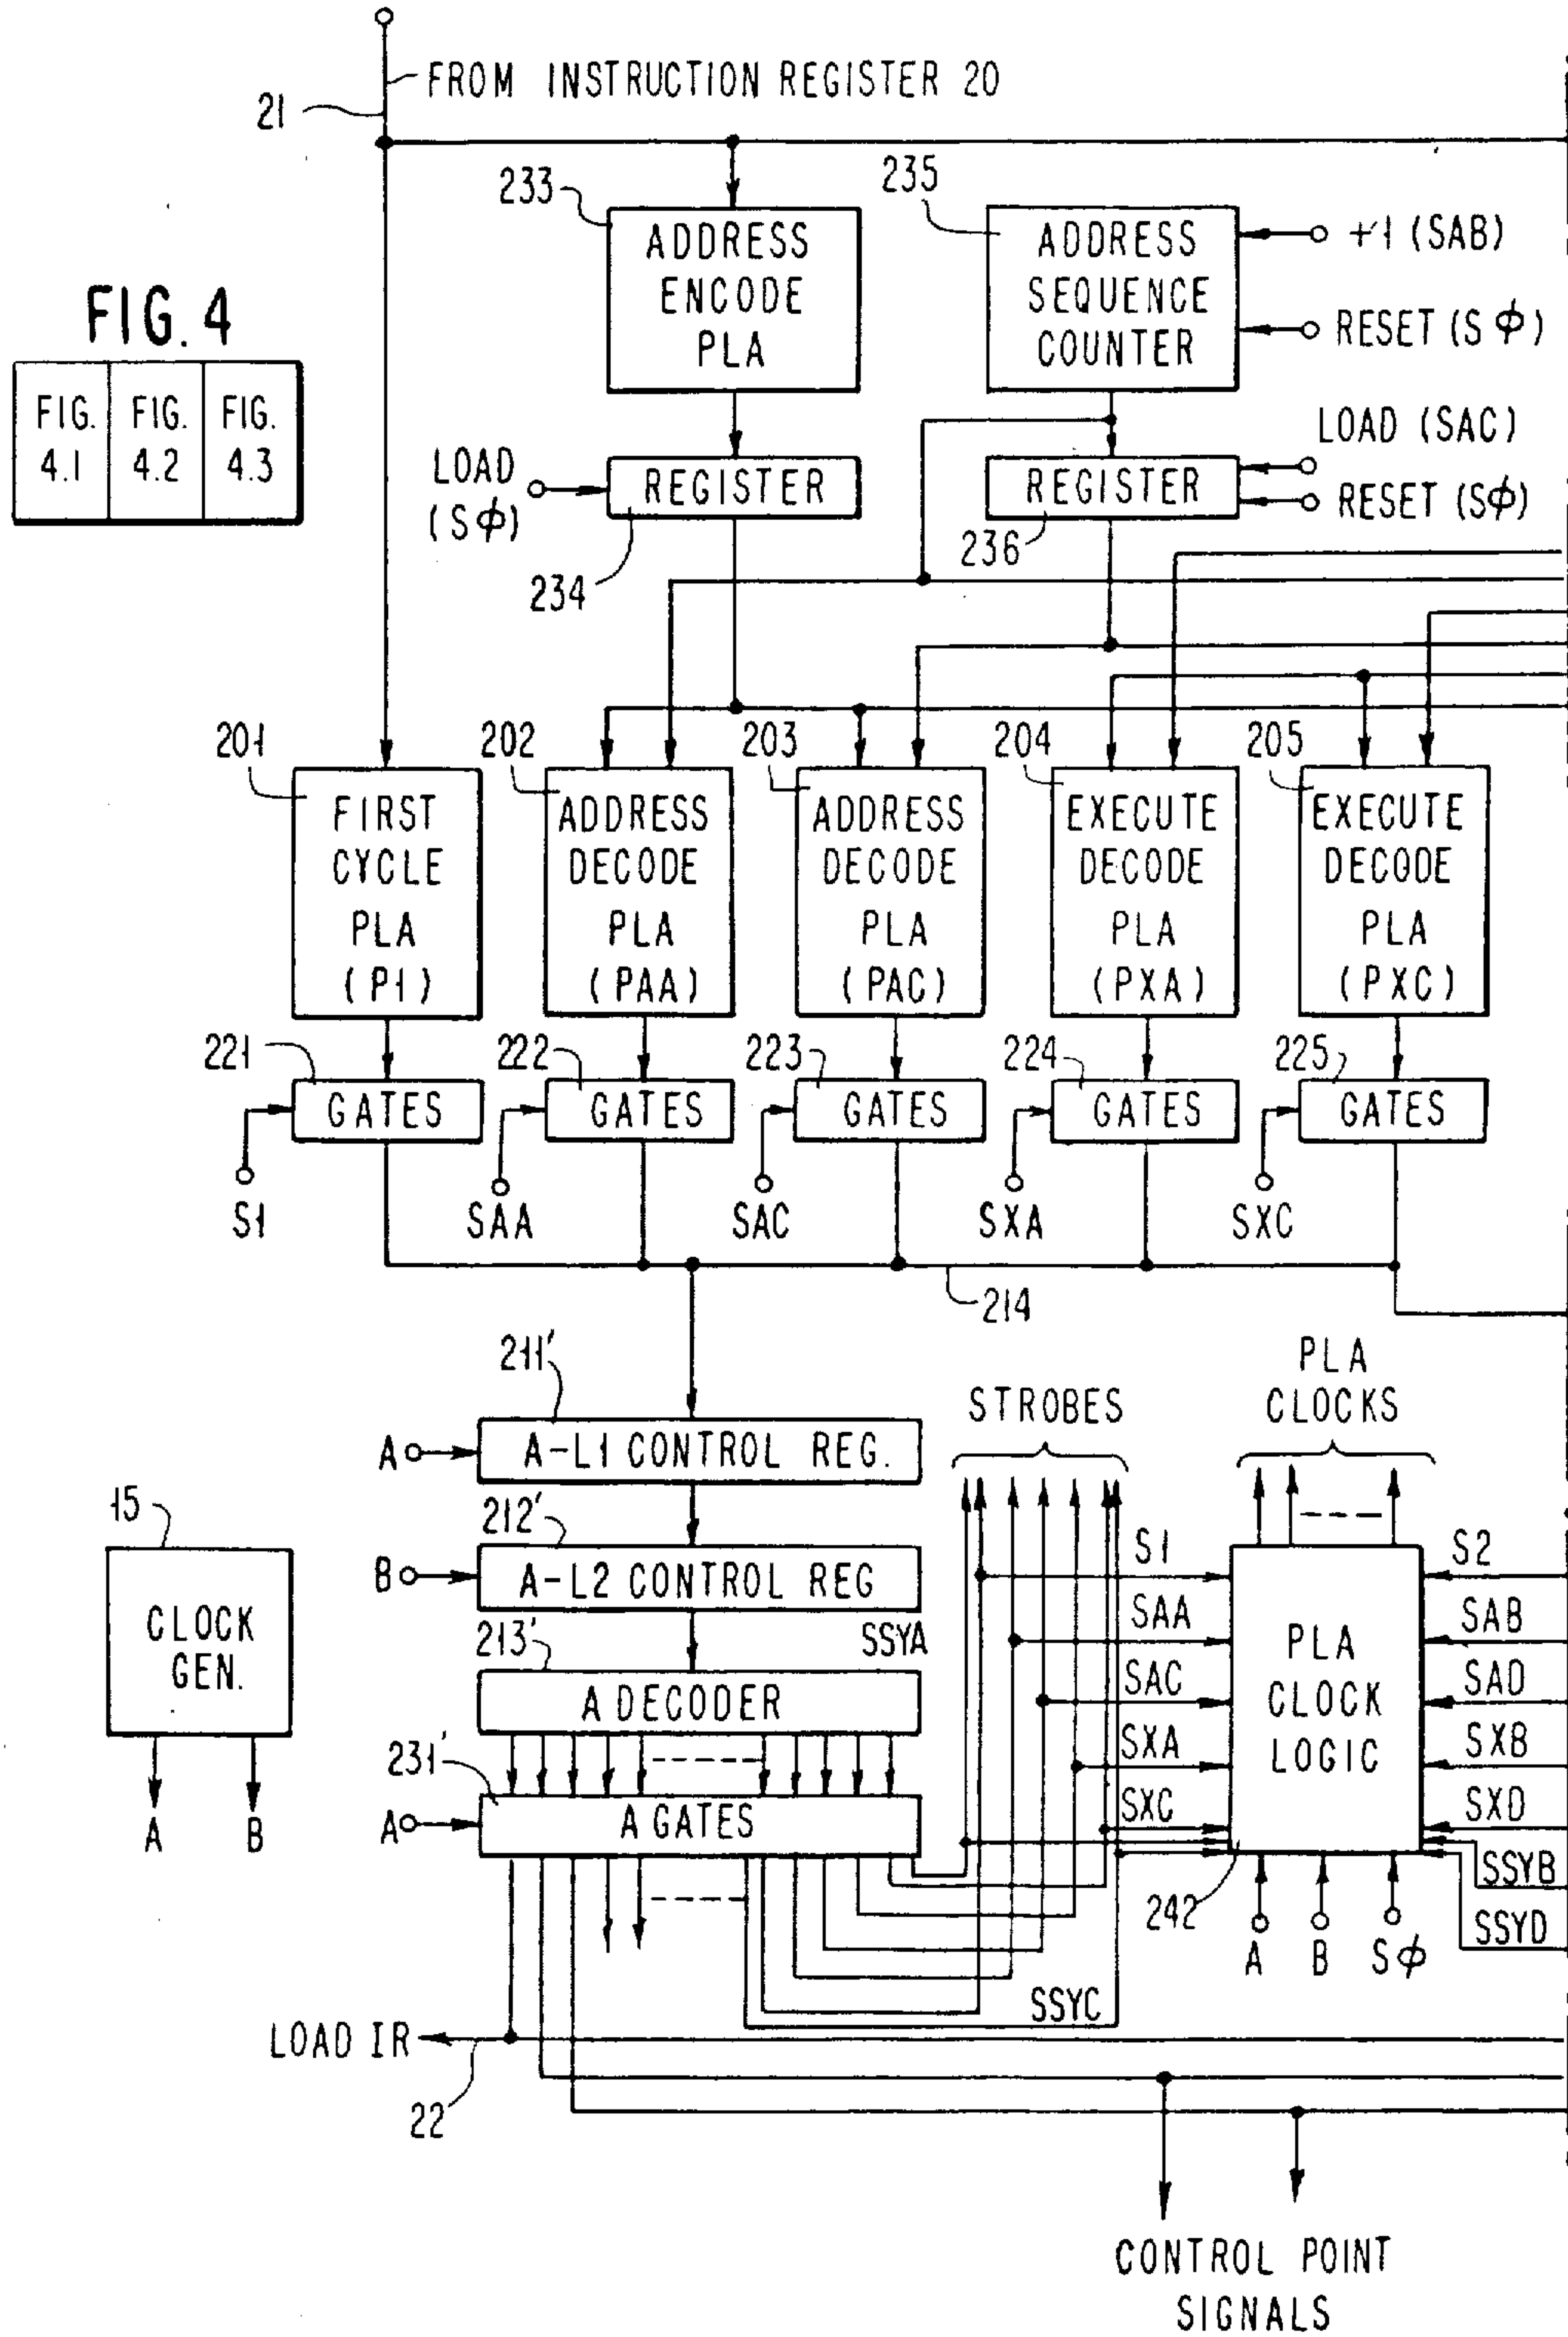 FROM INSTRUCTION REGISTER 20
21
233
235
ADDRESS
ENCODE
PLA
ADDRESS
SEQUENCE
COUNTER
+1 (SAB)
RESET (Sϕ)
FIG. 4
FIG.
4.1
FIG.
4.2
FIG.
4.3
LOAD
(Sϕ)
REGISTER
234
REGISTER
236
LOAD (SAC)
RESET (Sϕ)
201
202
203
204
205
FIRST
CYCLE
PLA
(P1)
ADDRESS
DECODE
PLA
(PAA)
ADDRESS
DECODE
PLA
(PAC)
EXECUTE
DECODE
PLA
(PXA)
EXECUTE
DECODE
PLA
(PXC)
221
222
223
224
225
GATES
GATES
GATES
GATES
GATES
S1
SAA
SAC
SXA
SXC
214
211'
A
A-L1 CONTROL REG.
212'
B
A-L2 CONTROL REG
213'
SSYA
A DECODER
231'
A
A GATES
15
CLOCK
GEN.
A
B
STROBES
PLA
CLOCKS
S1
SAA
SAC
SXA
SXC
PLA
CLOCK
LOGIC
S2
SAB
SAD
SXB
SXD
SSYB
SSYD
242
A
B
Sϕ
SSYC
LOAD IR
22
CONTROL POINT
SIGNALS